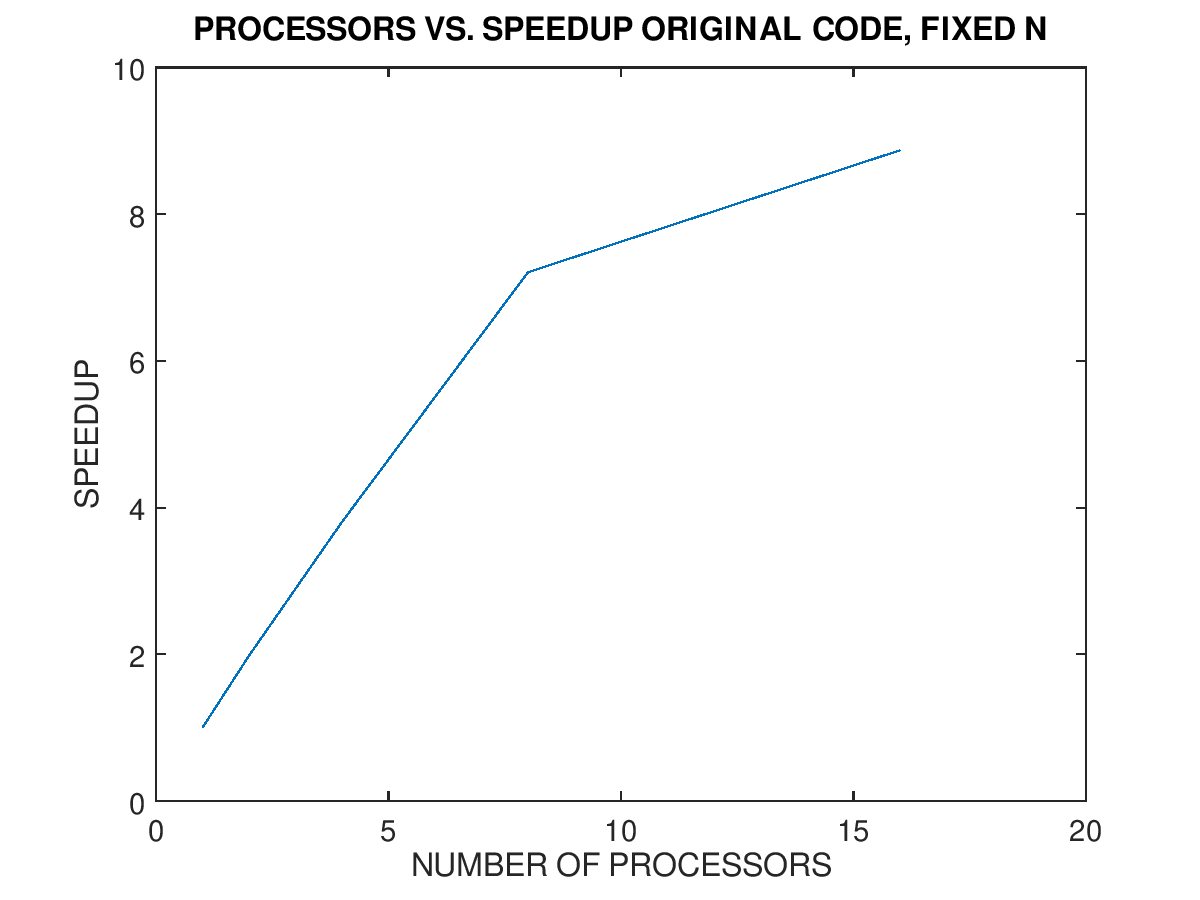 PROCESSORS VS. SPEEDUP ORIGINAL CODE, FIXED N
10
8
6
4
2
0
SPEEDUP
0 5 10 15 20
NUMBER OF PROCESSORS